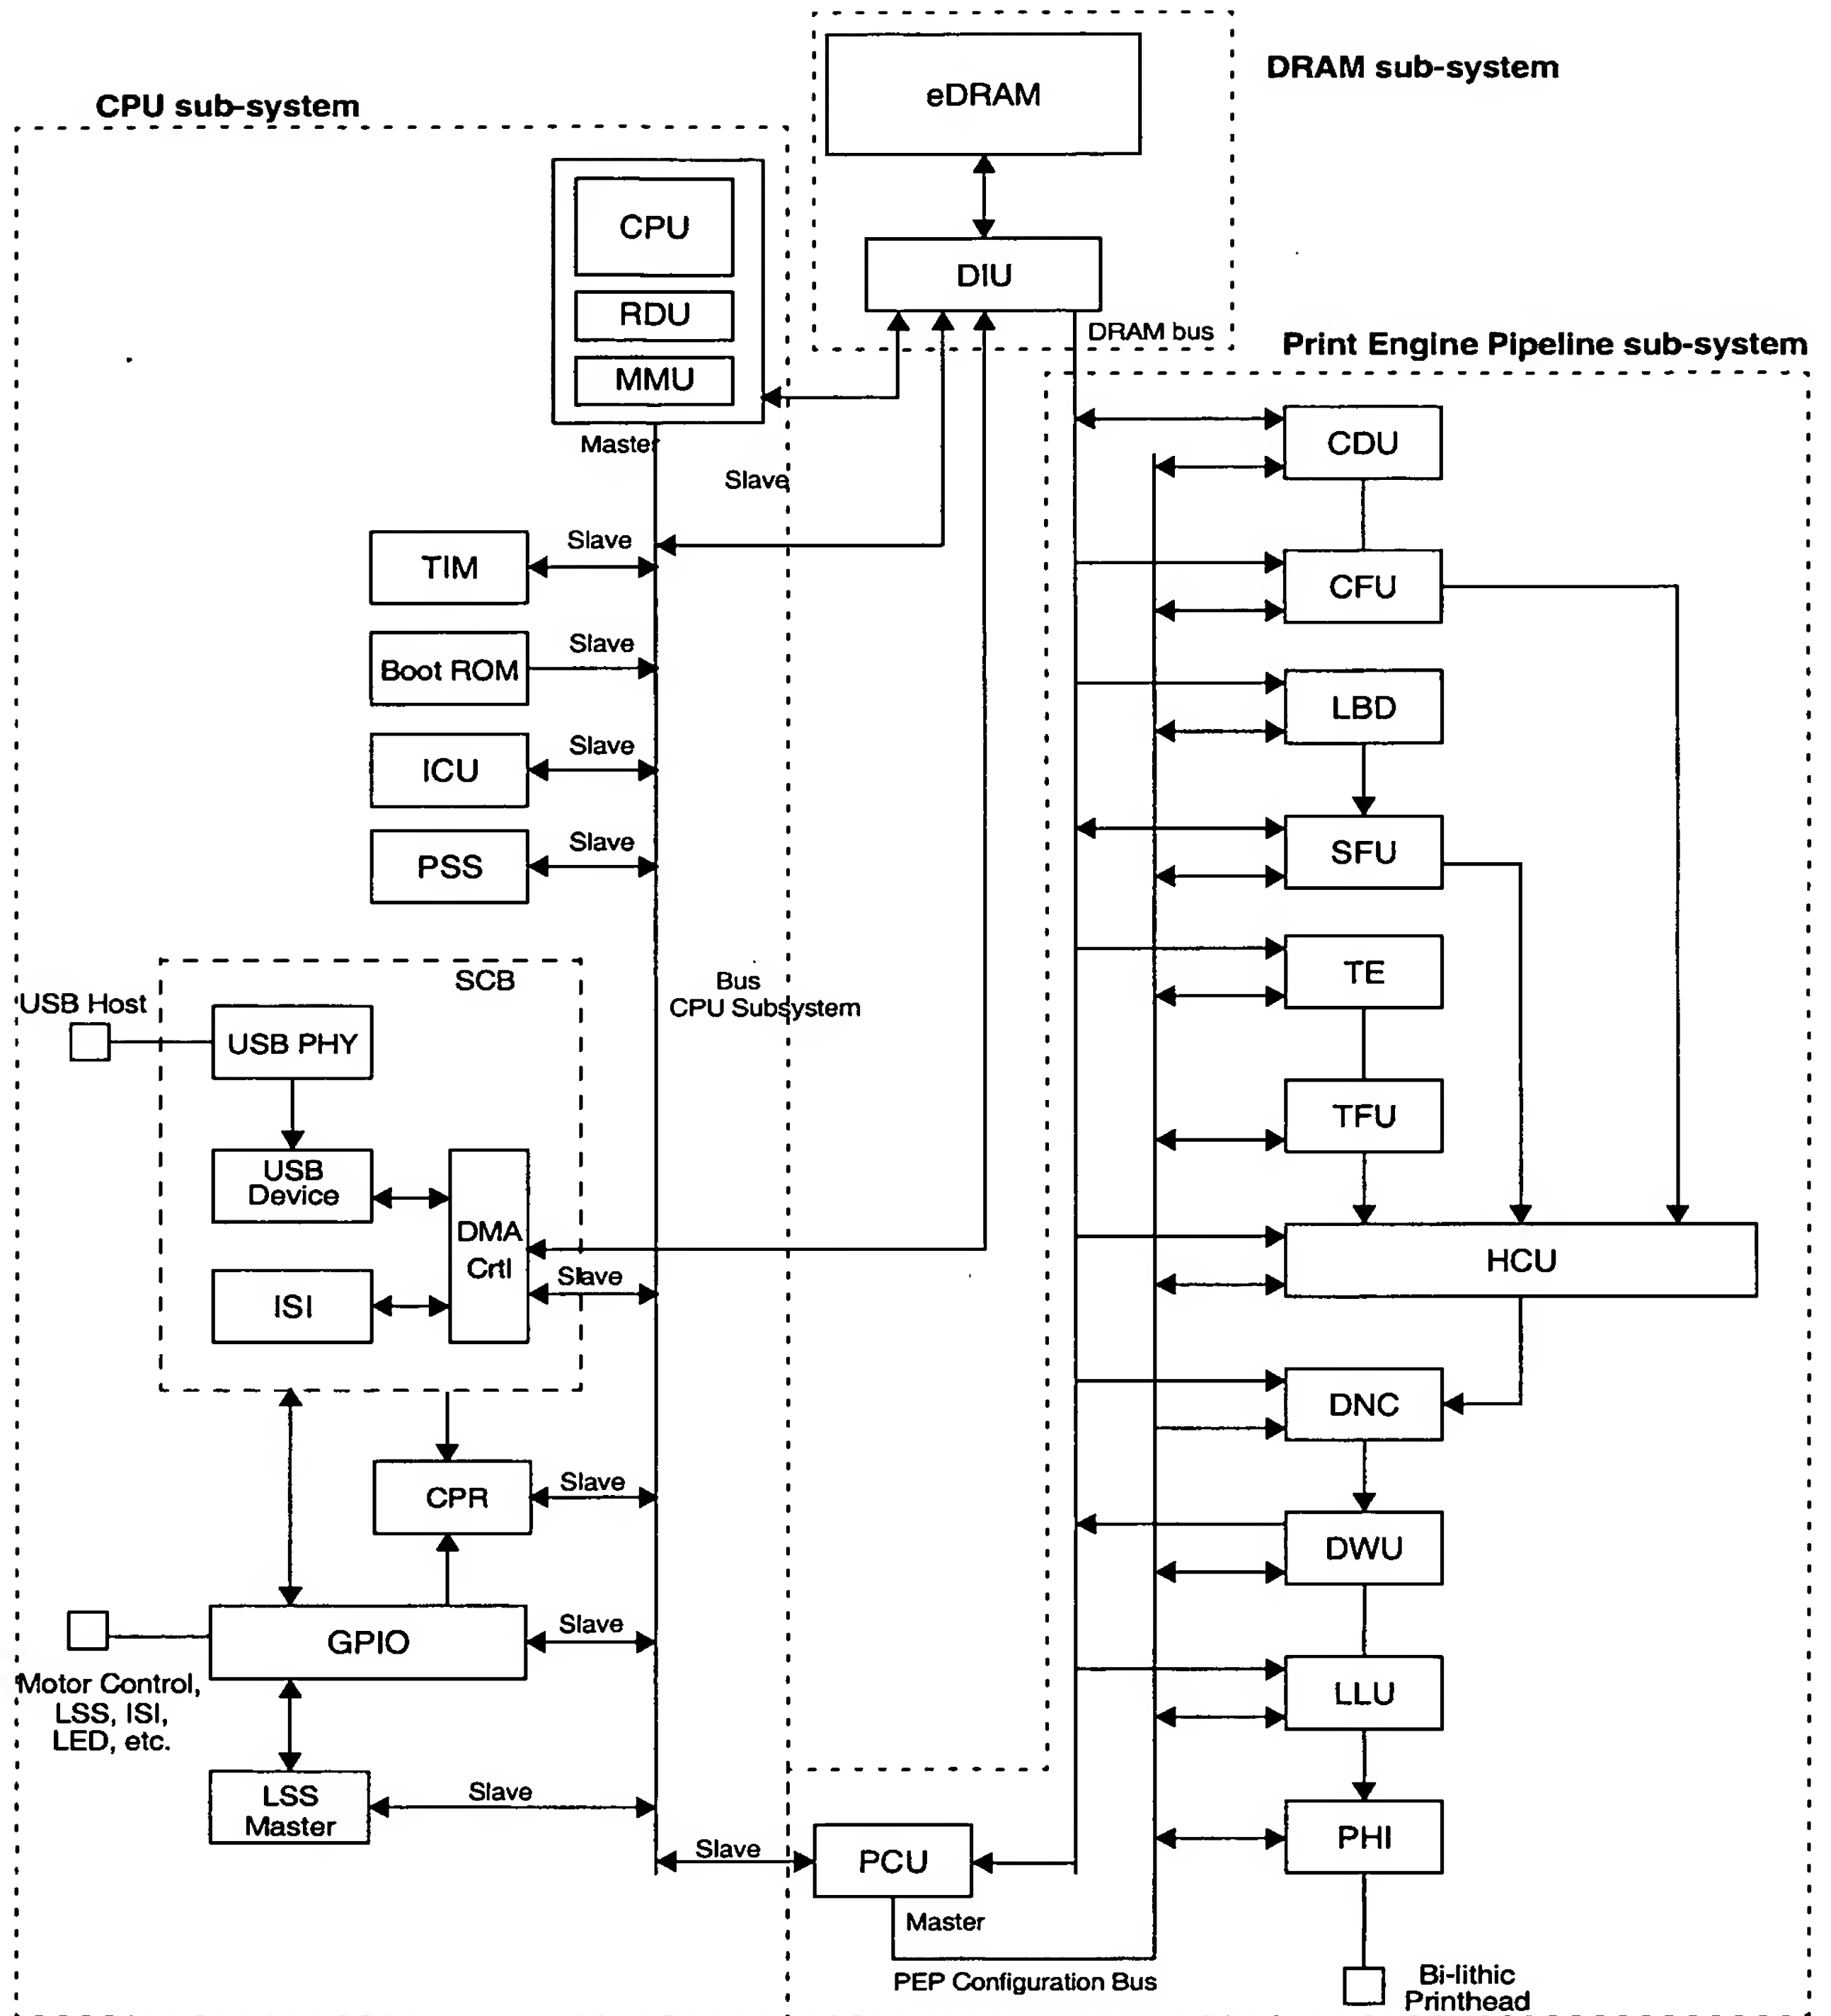 DRAM sub-system
eDRAM
CPU sub-system
CPU
DIU
RDU
DRAM bus
Print Engine Pipeline sub-system
MMU
Master
CDU
Slave
Slave
TIM
CFU
Slave
Boot ROM
LBD
Slave
ICU
Slave
PSS
SFU
SCB
Bus
CPU Subsystem
TE
USB Host
USB PHY
TFU
USB
Device
DMA
Crtl
Slave
HCU
ISI
DNC
CPR
Slave
DWU
GPIO
Slave
Motor Control,
LSS, ISI,
LED, etc.
LLU
LSS
Master
Slave
PHI
Slave
PCU
Master
PEP Configuration Bus
Bi-lithic
Printhead